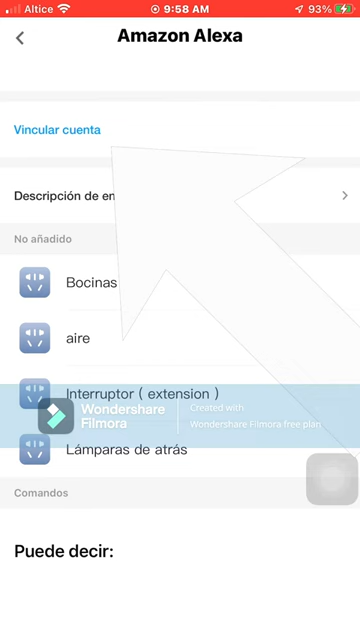 Altice 9:58 AM 93%
Amazon Alexa
Vincular cuenta
Descripción de en
No añadido
Bocinas
aire
Interruptor ( extension )
Wondershare
Filmora
Created with
Wondershare Filmora free plan
Lámparas de atrás
Comandos
Puede decir: